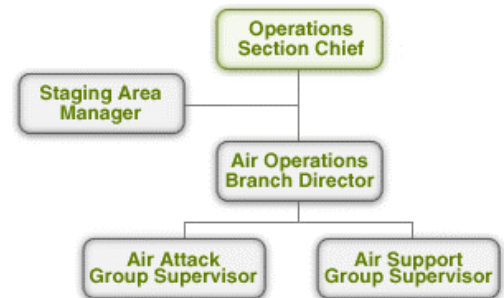 Operations
Section Chief
Staging Area
Manager
Air Operations
Branch Director
Air Attack
Group Supervisor
Air Support
Group Supervisor